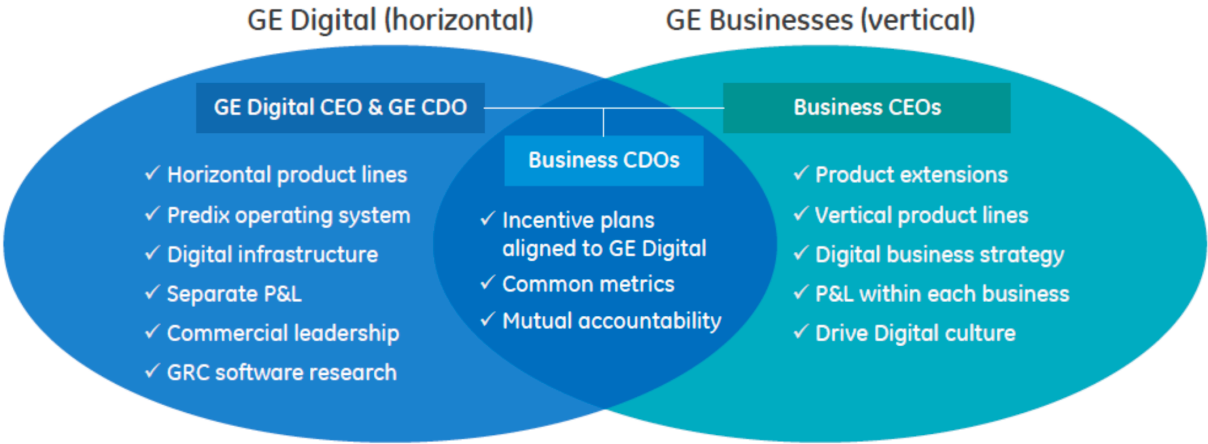 GE Digital (horizontal)
GE Businesses (vertical)
GE Digital CEO & GE CDO
✓ Horizontal product lines
✓ Predix operating system
✓ Digital infrastructure
✓ Separate P&L
✓ Commercial leadership
✓ GRC software research
Business CDOs
✓ Incentive plans
aligned to GE Digital
✓ Common metrics
✓ Mutual accountability
Business CEOs
✓ Product extensions
✓ Vertical product lines
✓ Digital business strategy
✓ P&L within each business
✓ Drive Digital culture